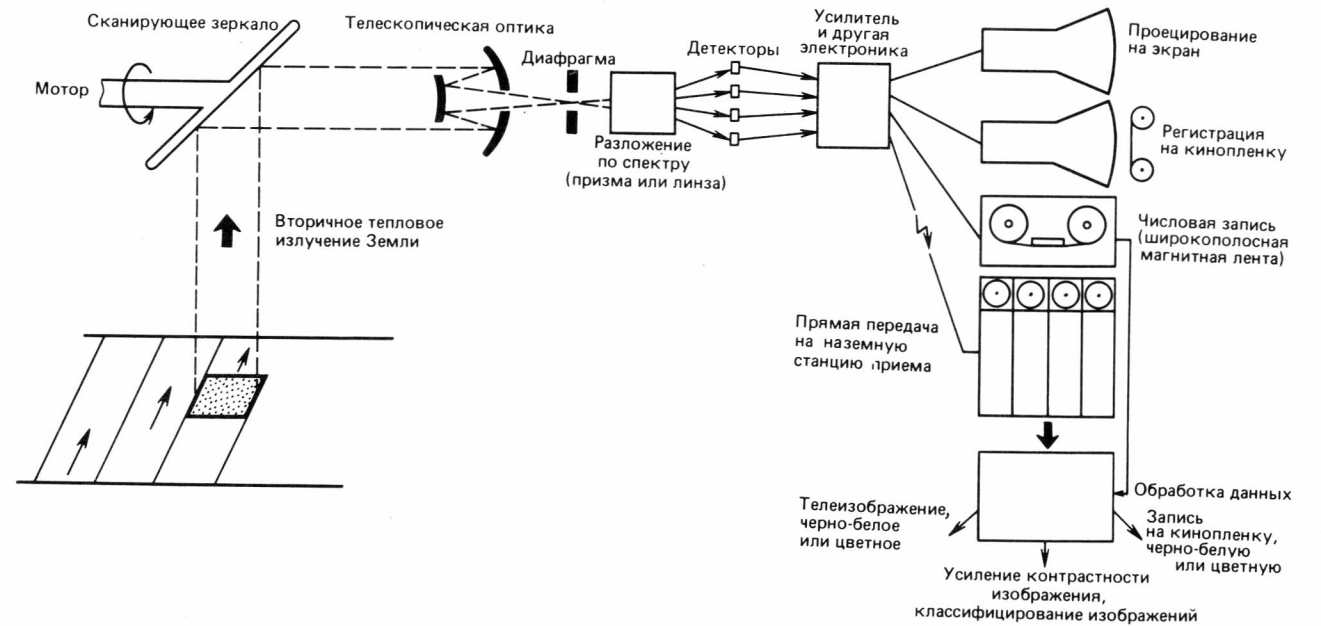 Сканирующее зеркало
Мотор
Телескопическая оптика
Диафрагма
Разложение
по спектру
(призма или линза)
Детекторы
Усилитель
и другая
электроника
Проецирование
на экран
Регистрация
на кинопленку
Числовая запись
(широкополосная
магнитная лента)
Вторичное тепловое
излучение Земли
Прямая передача
на наземную
станцию приема
Обработка данных
Телеизображение,
черно-белое
или цветное
Запись
на кинопленку,
черно-белую
или цветную
Усиление контрастности
изображения,
классифицирование изображений